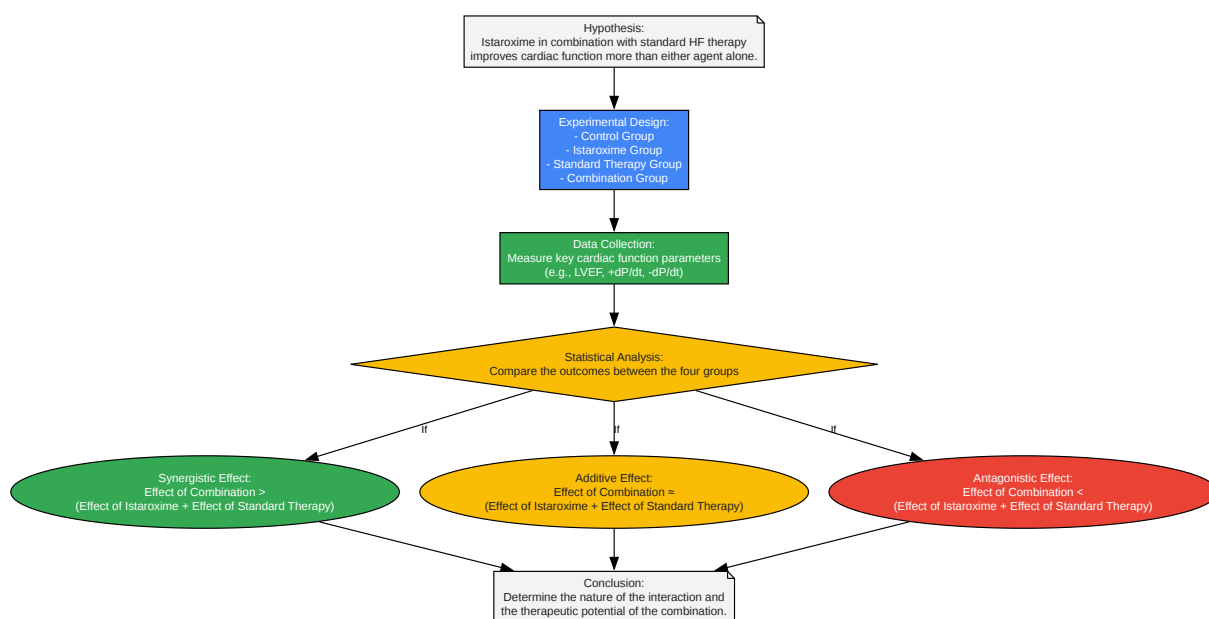 Hypothesis:
Istaroxime in combination with standard HF therapy
improves cardiac function more than either agent alone.
Experimental Design:
- Control Group
- Istaroxime Group
- Standard Therapy Group
- Combination Group
Data Collection:
Measure key cardiac function parameters
(e.g., LVEF, +dP/dt, -dP/dt)
Statistical Analysis:
Compare the outcomes between the four groups
If
If
If
Synergistic Effect:
Effect of Combination >
(Effect of Istaroxime + Effect of Standard Therapy)
Additive Effect:
Effect of Combination ≈
(Effect of Istaroxime + Effect of Standard Therapy)
Antagonistic Effect:
Effect of Combination <
(Effect of Istaroxime + Effect of Standard Therapy)
Conclusion:
Determine the nature of the interaction and
the therapeutic potential of the combination.